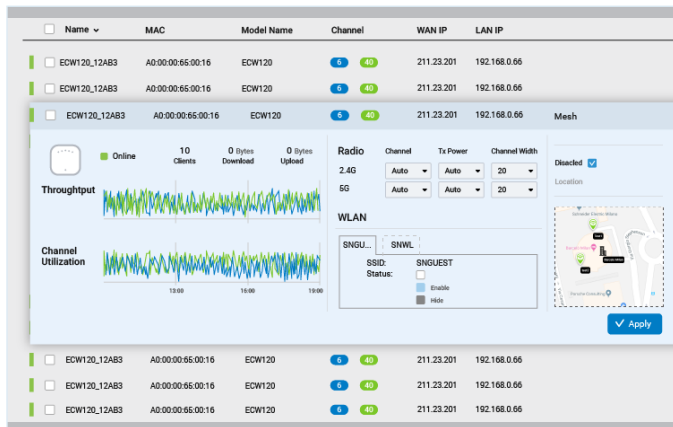 Name MAC Model Name Channel WAN IP LAN IP
ECW120_12AB3 A0:00:00:65:00:16 ECW120 6 40 211.23.201 192.168.0.66
ECW120_12AB3 A0:00:00:65:00:16 ECW120 6 40 211.23.201 192.168.0.66
ECW120_12AB3 A0:00:00:65:00:16 ECW120 6 40 211.23.201 192.168.0.66 Mesh
Online
10
Clients
0 Bytes
Download
0 Bytes
Upload
Throughtput
Channel
Utilization
13:00 16:00 19:00
Radio Channel Tx Power Channel Width
2.4G Auto Auto 20
5G Auto Auto 20
WLAN
SNGU... SNWL
SSID: SNGUEST
Status:
Enable
Hide
Disacled
Location
Apply
ECW120_12AB3 A0:00:00:65:00:16 ECW120 6 40 211.23.201 192.168.0.66
ECW120_12AB3 A0:00:00:65:00:16 ECW120 6 40 211.23.201 192.168.0.66
ECW120_12AB3 A0:00:00:65:00:16 ECW120 6 40 211.23.201 192.168.0.66